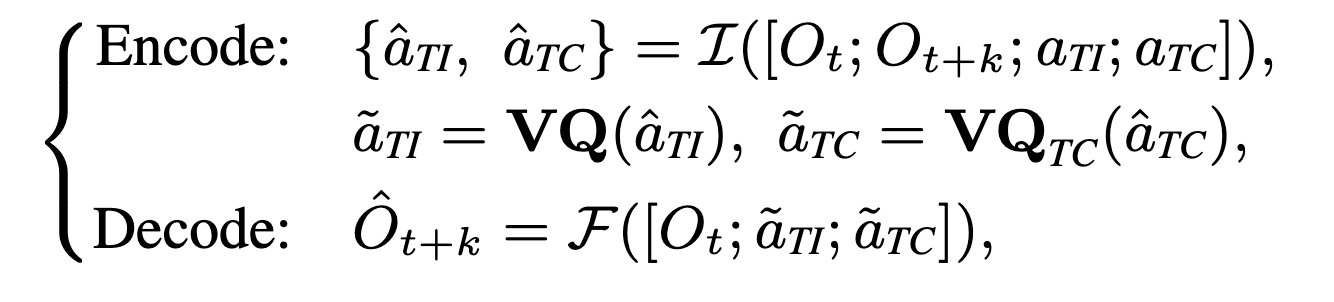 Encode: {â_TI, â_TC} = ℐ([O_t; O_{t+k}; a_TI; a_TC]),
ã_TI = VQ(â_TI), ã_TC = VQ_TC(â_TC),
Decode: Ô_{t+k} = ℱ([O_t; ã_TI; ã_TC]),